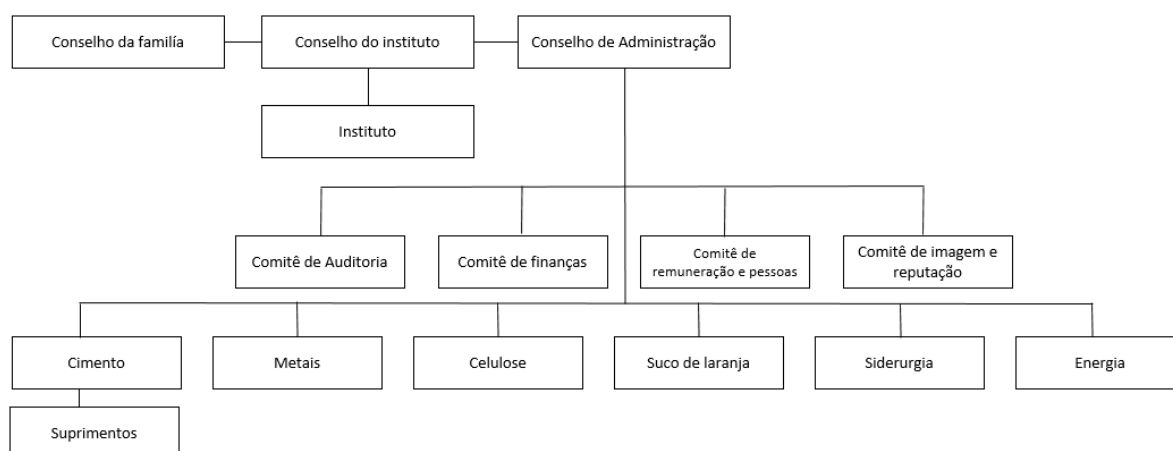 Conselho da familía
Conselho do instituto
Conselho de Administração
Instituto
Comitê de Auditoria
Comitê de finanças
Comitê de
remuneração e pessoas
Comitê de imagem e
reputação
Cimento
Metais
Celulose
Suco de laranja
Siderurgia
Energia
Suprimentos